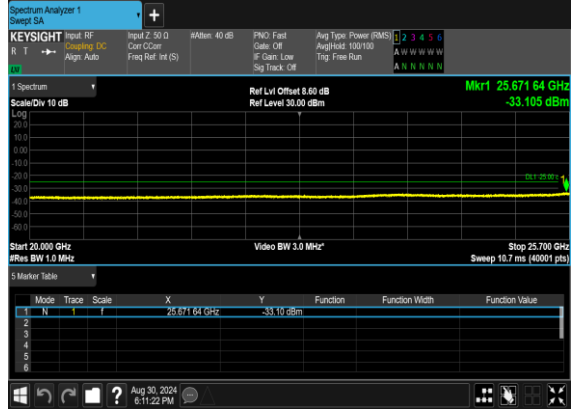 Spectrum Analyzer 1
Swept SA
+
KEYSIGHT Input: RF Input Z: 50 Ω #Atten: 40 dB PNO: Fast Avg Type: Power (RMS) 1 2 3 4 5 6
R T Coupling: DC Corr CCorr Gate: Off Avg|Hold: 100/100 A W W W W W
Align: Auto Freq Ref: Int (S) IF Gain: Low Trig: Free Run
LW Sig Track: Off A N N N N N
1 Spectrum Ref Lvl Offset 8.60 dB Mkr1 25.671 64 GHz
Scale/Div 10 dB Ref Level 30.00 dBm -33.105 dBm
Log
20.0
10.0
0.00
-10.0
-20.0 DL1 -25.00
-30.0
-40.0
-50.0
-60.0
Start 20.000 GHz Video BW 3.0 MHz* Stop 25.700 GHz
#Res BW 1.0 MHz Sweep 10.7 ms (40001 pts)
5 Marker Table
Mode Trace Scale X Y Function Function Width Function Value
1 N 1 f 25.671 64 GHz -33.10 dBm
2
3
4
5
6
? Aug 30, 2024
6:11:22 PM